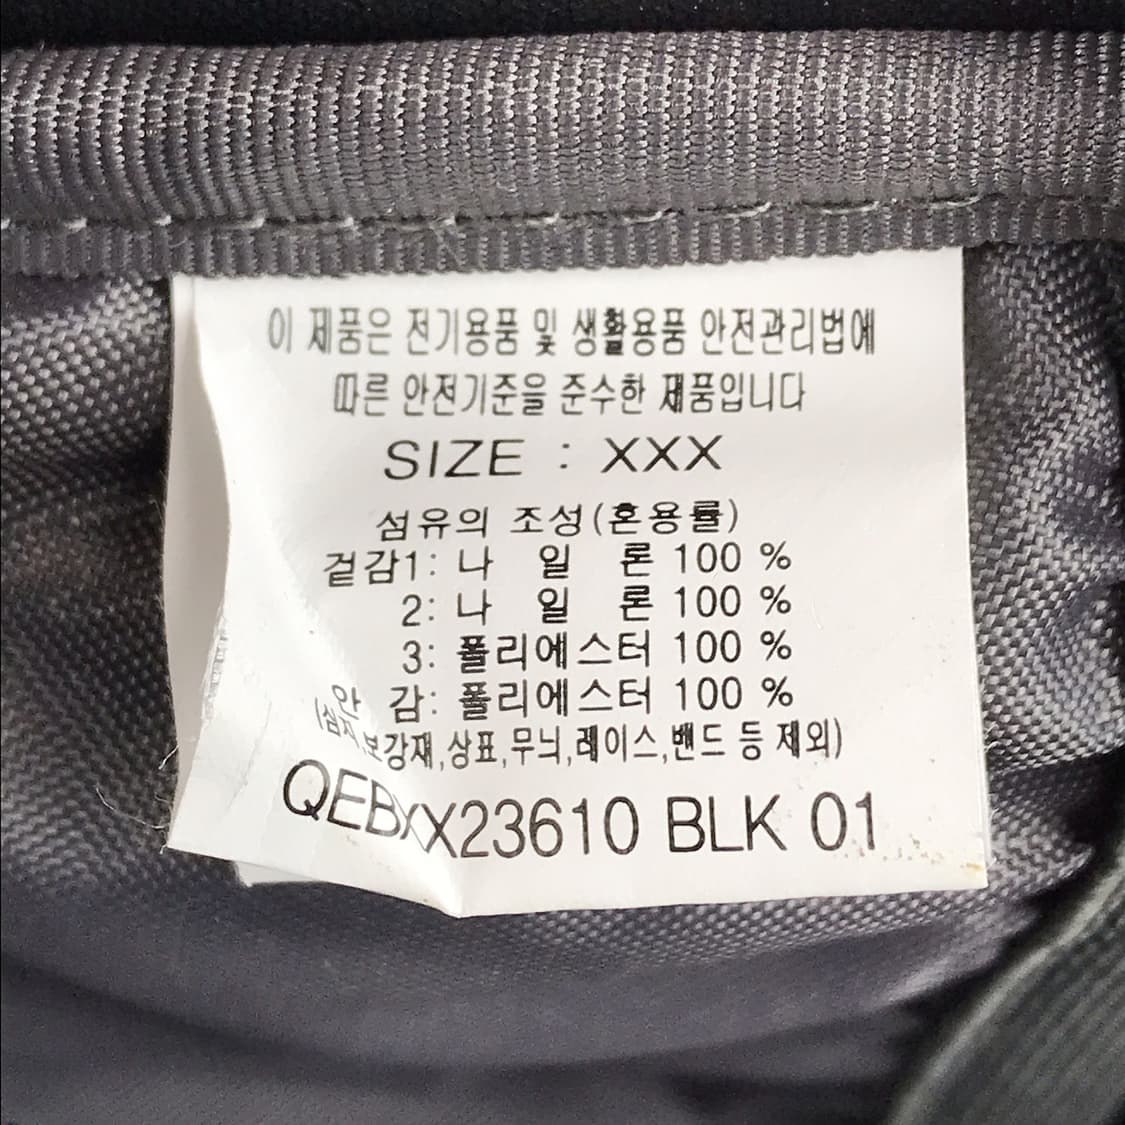 이 제품은 전기용품 및 생활용품 안전관리법에
따른 안전기준을 준수한 제품입니다
SIZE : XXX
섬유의 조성(혼용률)
겉감1: 나 일 론 100 %
2: 나 일 론 100 %
3: 폴리에스터 100 %
안 감: 폴리에스터 100 %
(심지,보강재,상표,무늬,레이스,밴드 등 제외)
QEBXX23610 BLK 01